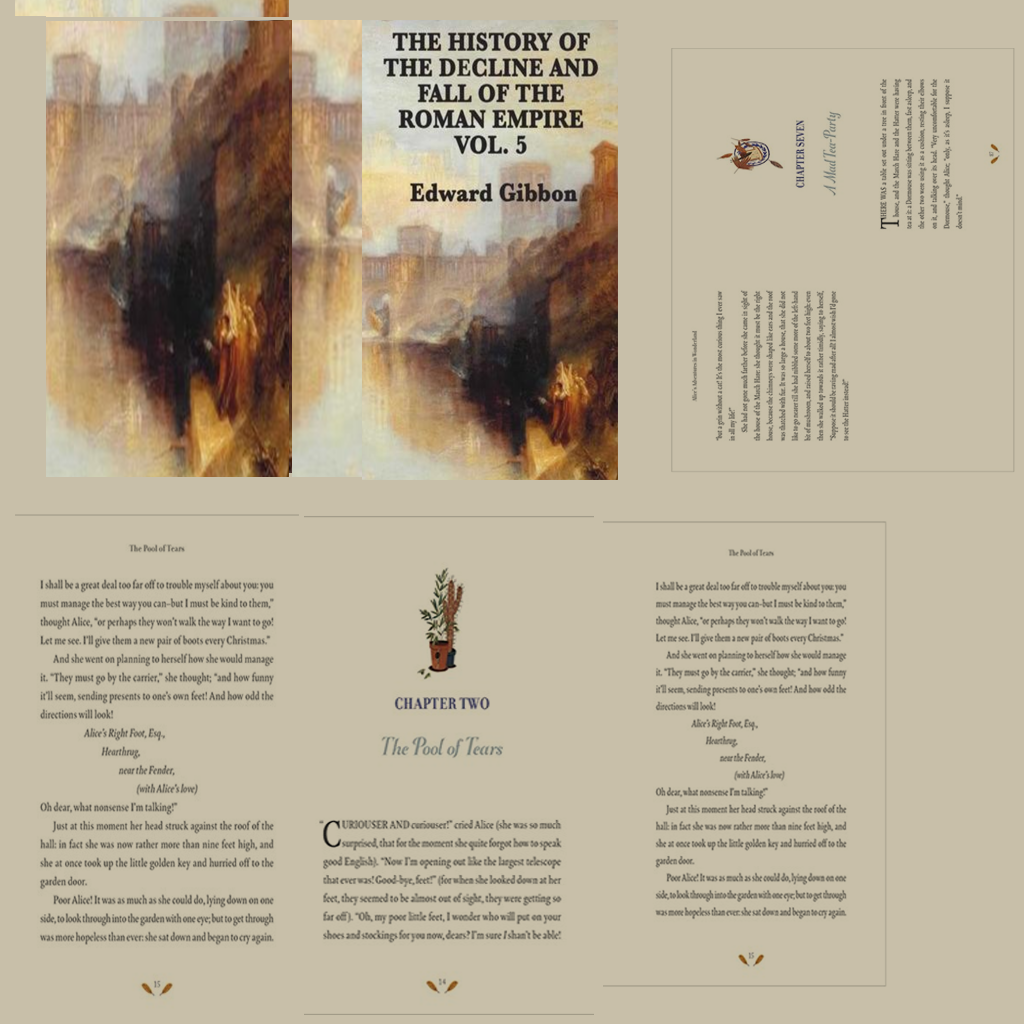 THE HISTORY OF
THE DECLINE AND
FALL OF THE
ROMAN EMPIRE
VOL. 5
Edward Gibbon
Alice's Adventures in Wonderland
"but a grin without a cat! It's the most curious thing I ever saw
in all my life!"
She had not gone much farther before she came in sight of
the house of the March Hare: she thought it must be the right
house, because the chimneys were shaped like ears and the roof
was thatched with fur. It was so large a house, that she did not
like to go nearer till she had nibbled some more of the left-hand
bit of mushroom, and raised herself to about two feet high: even
then she walked up towards it rather timidly, saying to herself,
"Suppose it should be raving mad after all! I almost wish I'd gone
to see the Hatter instead!"
CHAPTER SEVEN
A Mad Tea-Party
THERE WAS a table set out under a tree in front of the
house, and the March Hare and the Hatter were having
tea at it: a Dormouse was sitting between them, fast asleep, and
the other two were using it as a cushion, resting their elbows
on it, and talking over its head. "Very uncomfortable for the
Dormouse," thought Alice, "only, as it's asleep, I suppose it
doesn't mind."
The Pool of Tears
I shall be a great deal too far off to trouble myself about you: you
must manage the best way you can–but I must be kind to them,"
thought Alice, "or perhaps they won't walk the way I want to go!
Let me see. I'll give them a new pair of boots every Christmas."
And she went on planning to herself how she would manage
it. "They must go by the carrier," she thought; "and how funny
it'll seem, sending presents to one's own feet! And how odd the
directions will look!
Alice's Right Foot, Esq.,
Hearthrug,
near the Fender,
(with Alice's love)
Oh dear, what nonsense I'm talking!"
Just at this moment her head struck against the roof of the
hall: in fact she was now rather more than nine feet high, and
she at once took up the little golden key and hurried off to the
garden door.
Poor Alice! It was as much as she could do, lying down on one
side, to look through into the garden with one eye; but to get through
was more hopeless than ever: she sat down and began to cry again.
15
CHAPTER TWO
The Pool of Tears
"CURIOUSER AND curiouser!" cried Alice (she was so much
surprised, that for the moment she quite forgot how to speak
good English). "Now I'm opening out like the largest telescope
that ever was! Good-bye, feet!" (for when she looked down at her
feet, they seemed to be almost out of sight, they were getting so
far off). "Oh, my poor little feet, I wonder who will put on your
shoes and stockings for you now, dears? I'm sure I shan't be able!
14
The Pool of Tears
I shall be a great deal too far off to trouble myself about you: you
must manage the best way you can–but I must be kind to them,"
thought Alice, "or perhaps they won't walk the way I want to go!
Let me see. I'll give them a new pair of boots every Christmas."
And she went on planning to herself how she would manage
it. "They must go by the carrier," she thought; "and how funny
it'll seem, sending presents to one's own feet! And how odd the
directions will look!
Alice's Right Foot, Esq.,
Hearthrug,
near the Fender,
(with Alice's love)
Oh dear, what nonsense I'm talking!"
Just at this moment her head struck against the roof of the
hall: in fact she was now rather more than nine feet high, and
she at once took up the little golden key and hurried off to the
garden door.
Poor Alice! It was as much as she could do, lying down on one
side, to look through into the garden with one eye; but to get through
was more hopeless than ever: she sat down and began to cry again.
15